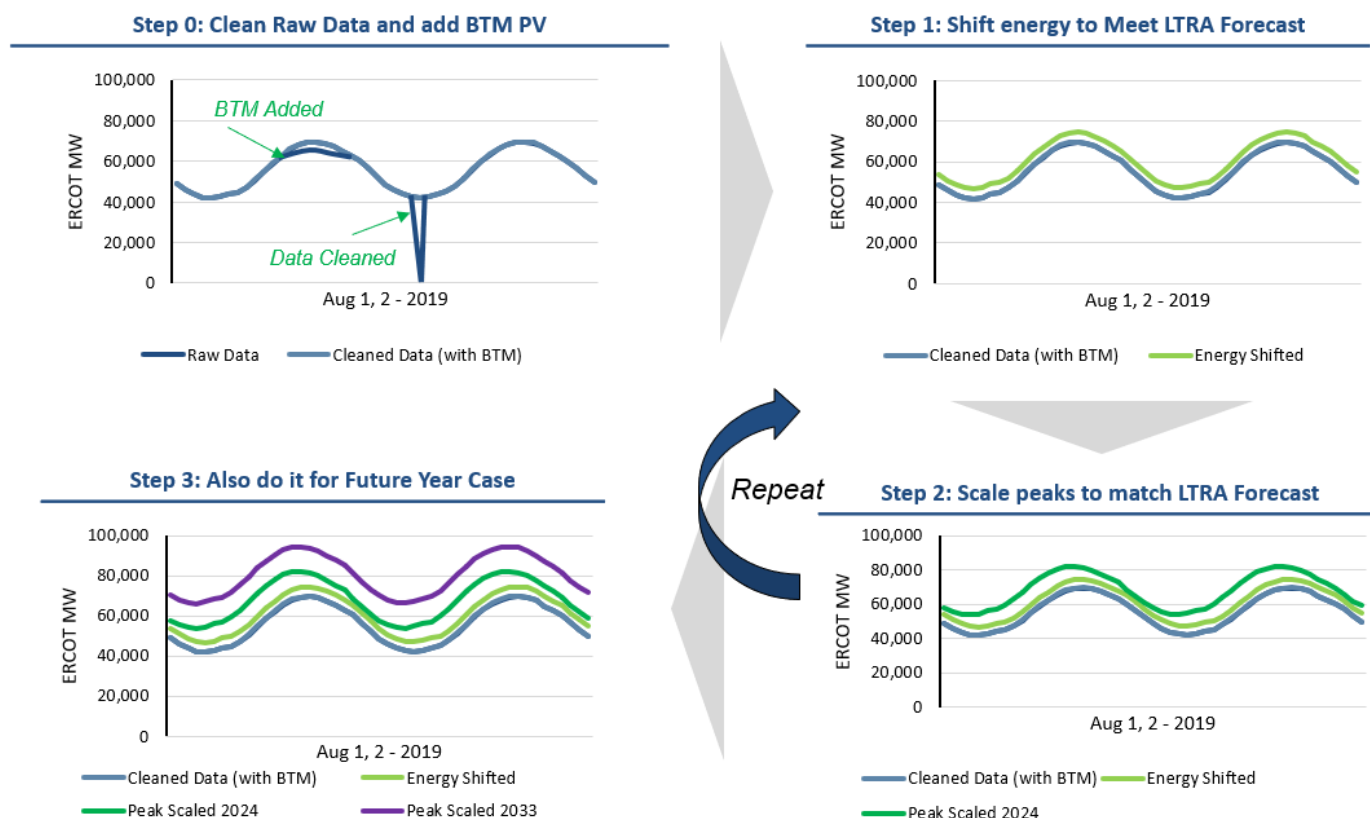 Step 0: Clean Raw Data and add BTM PV
100,000
80,000
60,000
40,000
20,000
0
ERCOT MW
BTM Added
Data Cleaned
Aug 1, 2 - 2019
Raw Data
Cleaned Data (with BTM)
Step 1: Shift energy to Meet LTRA Forecast
100,000
80,000
60,000
40,000
20,000
0
ERCOT MW
Aug 1, 2 - 2019
Cleaned Data (with BTM)
Energy Shifted
Repeat
Step 2: Scale peaks to match LTRA Forecast
100,000
80,000
60,000
40,000
20,000
0
ERCOT MW
Aug 1, 2 - 2019
Cleaned Data (with BTM)
Energy Shifted
Peak Scaled 2024
Step 3: Also do it for Future Year Case
100,000
80,000
60,000
40,000
20,000
0
ERCOT MW
Aug 1, 2 - 2019
Cleaned Data (with BTM)
Energy Shifted
Peak Scaled 2024
Peak Scaled 2033